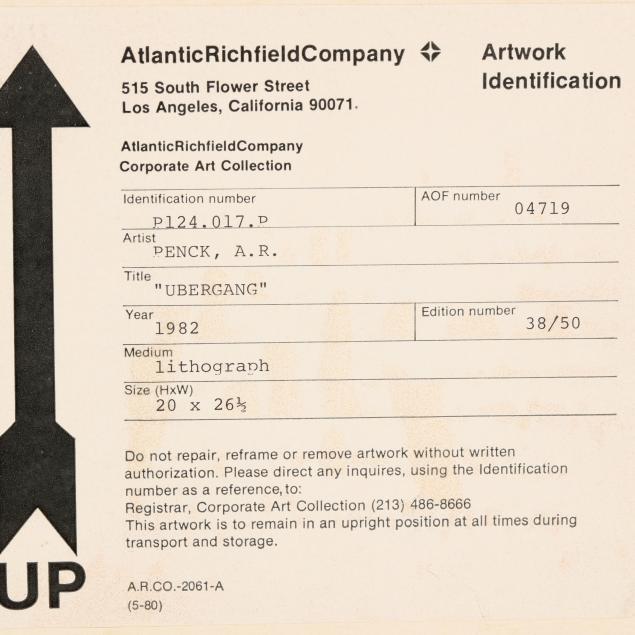 AtlanticRichfieldCompany
Artwork
Identification
515 South Flower Street
Los Angeles, California 90071.
AtlanticRichfieldCompany
Corporate Art Collection
Identification number
P124.017.P
AOF number
04719
Artist
PENCK, A.R.
Title
"UBERGANG"
Year
1982
Edition number
38/50
Medium
lithograph
Size (HxW)
20 x 26½
Do not repair, reframe or remove artwork without written
authorization. Please direct any inquires, using the Identification
number as a reference, to:
Registrar, Corporate Art Collection (213) 486-8666
This artwork is to remain in an upright position at all times during
transport and storage.
UP
A.R.CO.-2061-A
(5-80)